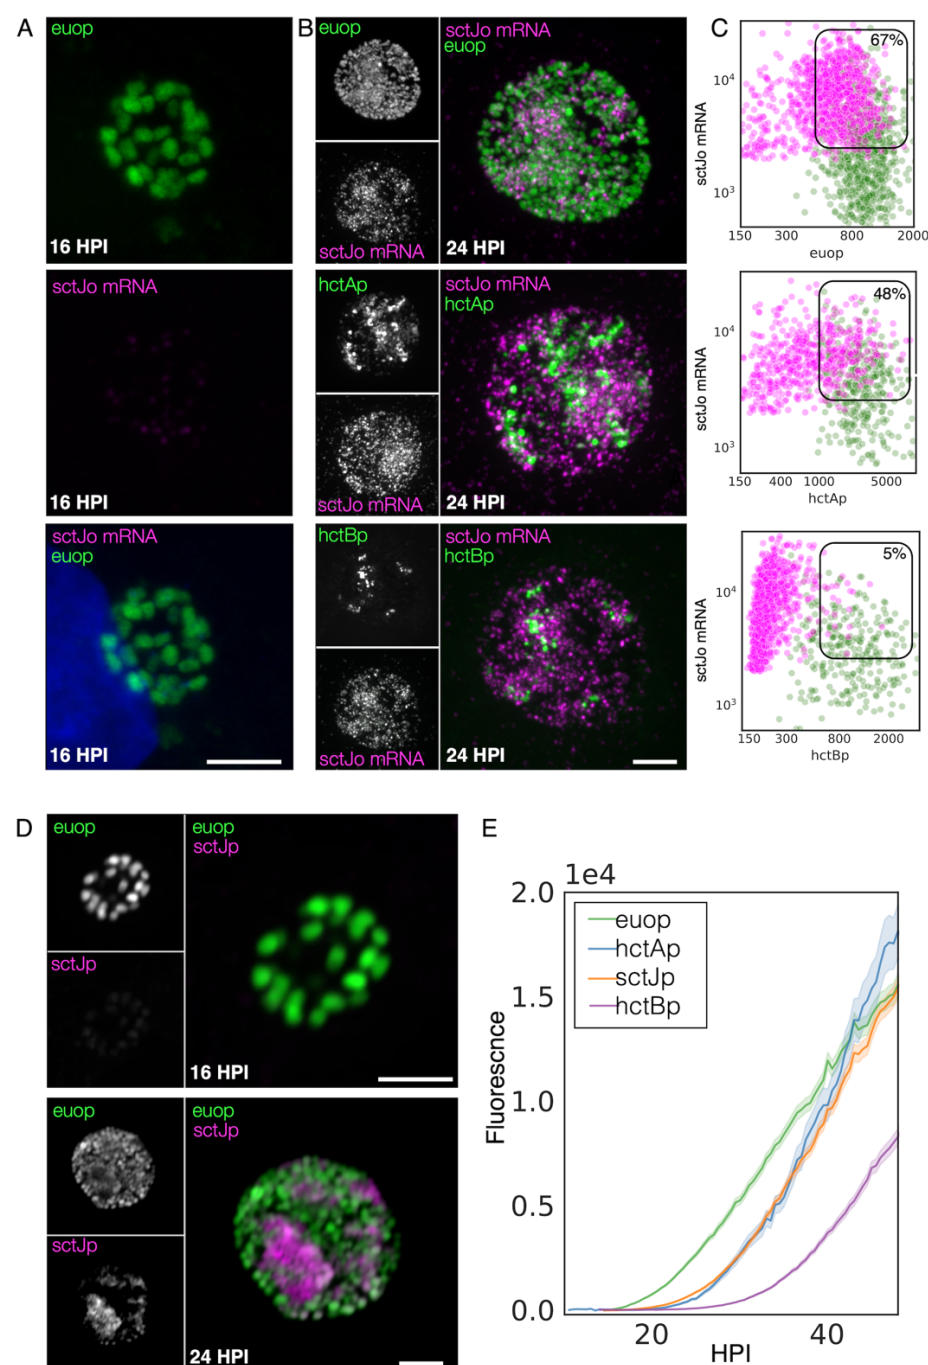 A
euop
16 HPI
sctJo mRNA
16 HPI
sctJo mRNA
euop
16 HPI
B
euop
sctJo mRNA
sctJo mRNA
euop
24 HPI
hctAp
sctJo mRNA
sctJo mRNA
hctAp
24 HPI
hctBp
sctJo mRNA
sctJo mRNA
hctBp
24 HPI
C
67%
sctJo mRNA
10⁴
10³
150 300 800 2000
euop
48%
sctJo mRNA
10⁴
10³
150 400 1000 5000
hctAp
5%
sctJo mRNA
10⁴
10³
150 300 800 2000
hctBp
D
euop
sctJp
euop
sctJp
16 HPI
euop
sctJp
euop
sctJp
24 HPI
E
1e4
2.0
1.5
1.0
0.5
0.0
Fluorescnce
euop
hctAp
sctJp
hctBp
20 40
HPI